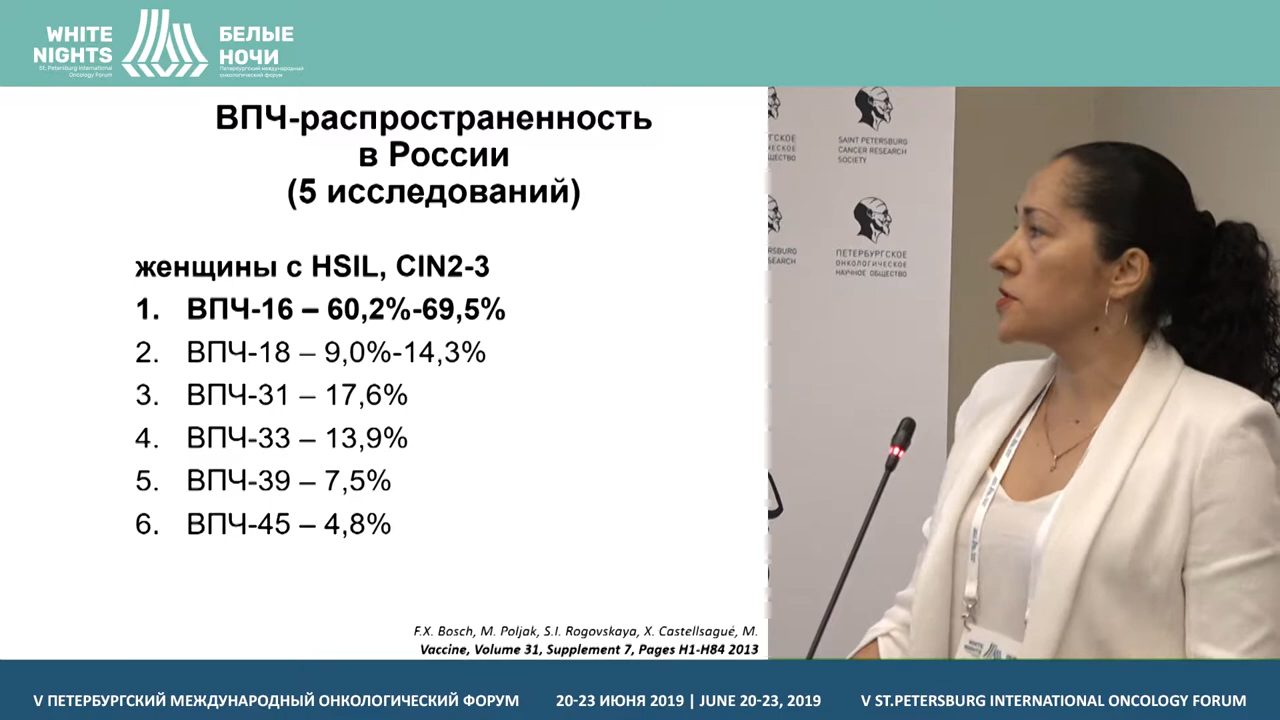 WHITE
NIGHTS
St. Petersburg International
Oncology Forum
БЕЛЫЕ
НОЧИ
Петербургский международный
онкологический форум
ВПЧ-распространенность
в России
(5 исследований)
женщины с HSIL, CIN2-3
1. ВПЧ-16 – 60,2%-69,5%
2. ВПЧ-18 – 9,0%-14,3%
3. ВПЧ-31 – 17,6%
4. ВПЧ-33 – 13,9%
5. ВПЧ-39 – 7,5%
6. ВПЧ-45 – 4,8%
F.X. Bosch, M. Poljak, S.I. Rogovskaya, X. Castellsagué, M.
Vaccine, Volume 31, Supplement 7, Pages H1-H84 2013
SAINT PETERSBURG
CANCER RESEARCH
SOCIETY
ПЕТЕРБУРГСКОЕ
ОНКОЛОГИЧЕСКОЕ
НАУЧНОЕ ОБЩЕСТВО
WHITE
NIGHTS
V ПЕТЕРБУРГСКИЙ МЕЖДУНАРОДНЫЙ ОНКОЛОГИЧЕСКИЙ ФОРУМ
20-23 ИЮНЯ 2019 | JUNE 20-23, 2019
V ST.PETERSBURG INTERNATIONAL ONCOLOGY FORUM